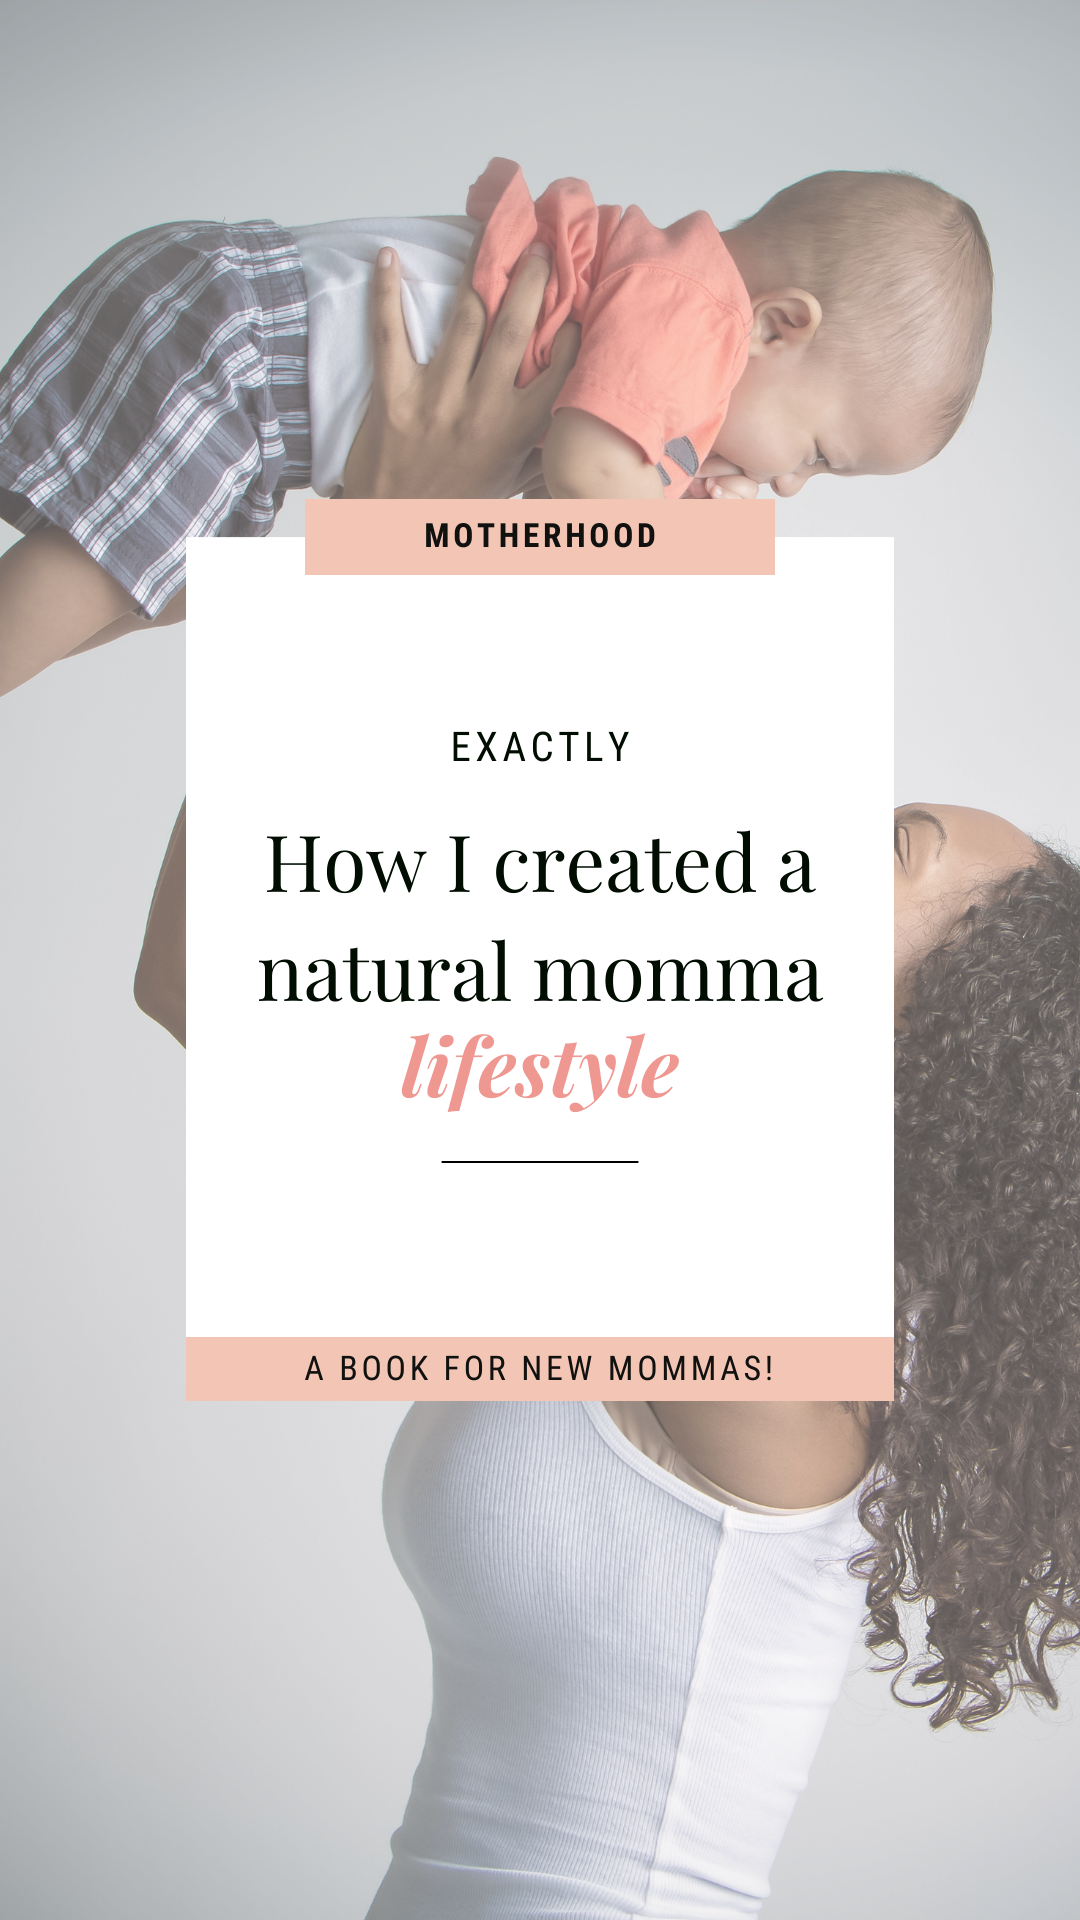 MOTHERHOOD
EXACTLY
How I created a
natural momma
lifestyle
A BOOK FOR NEW MOMMAS!